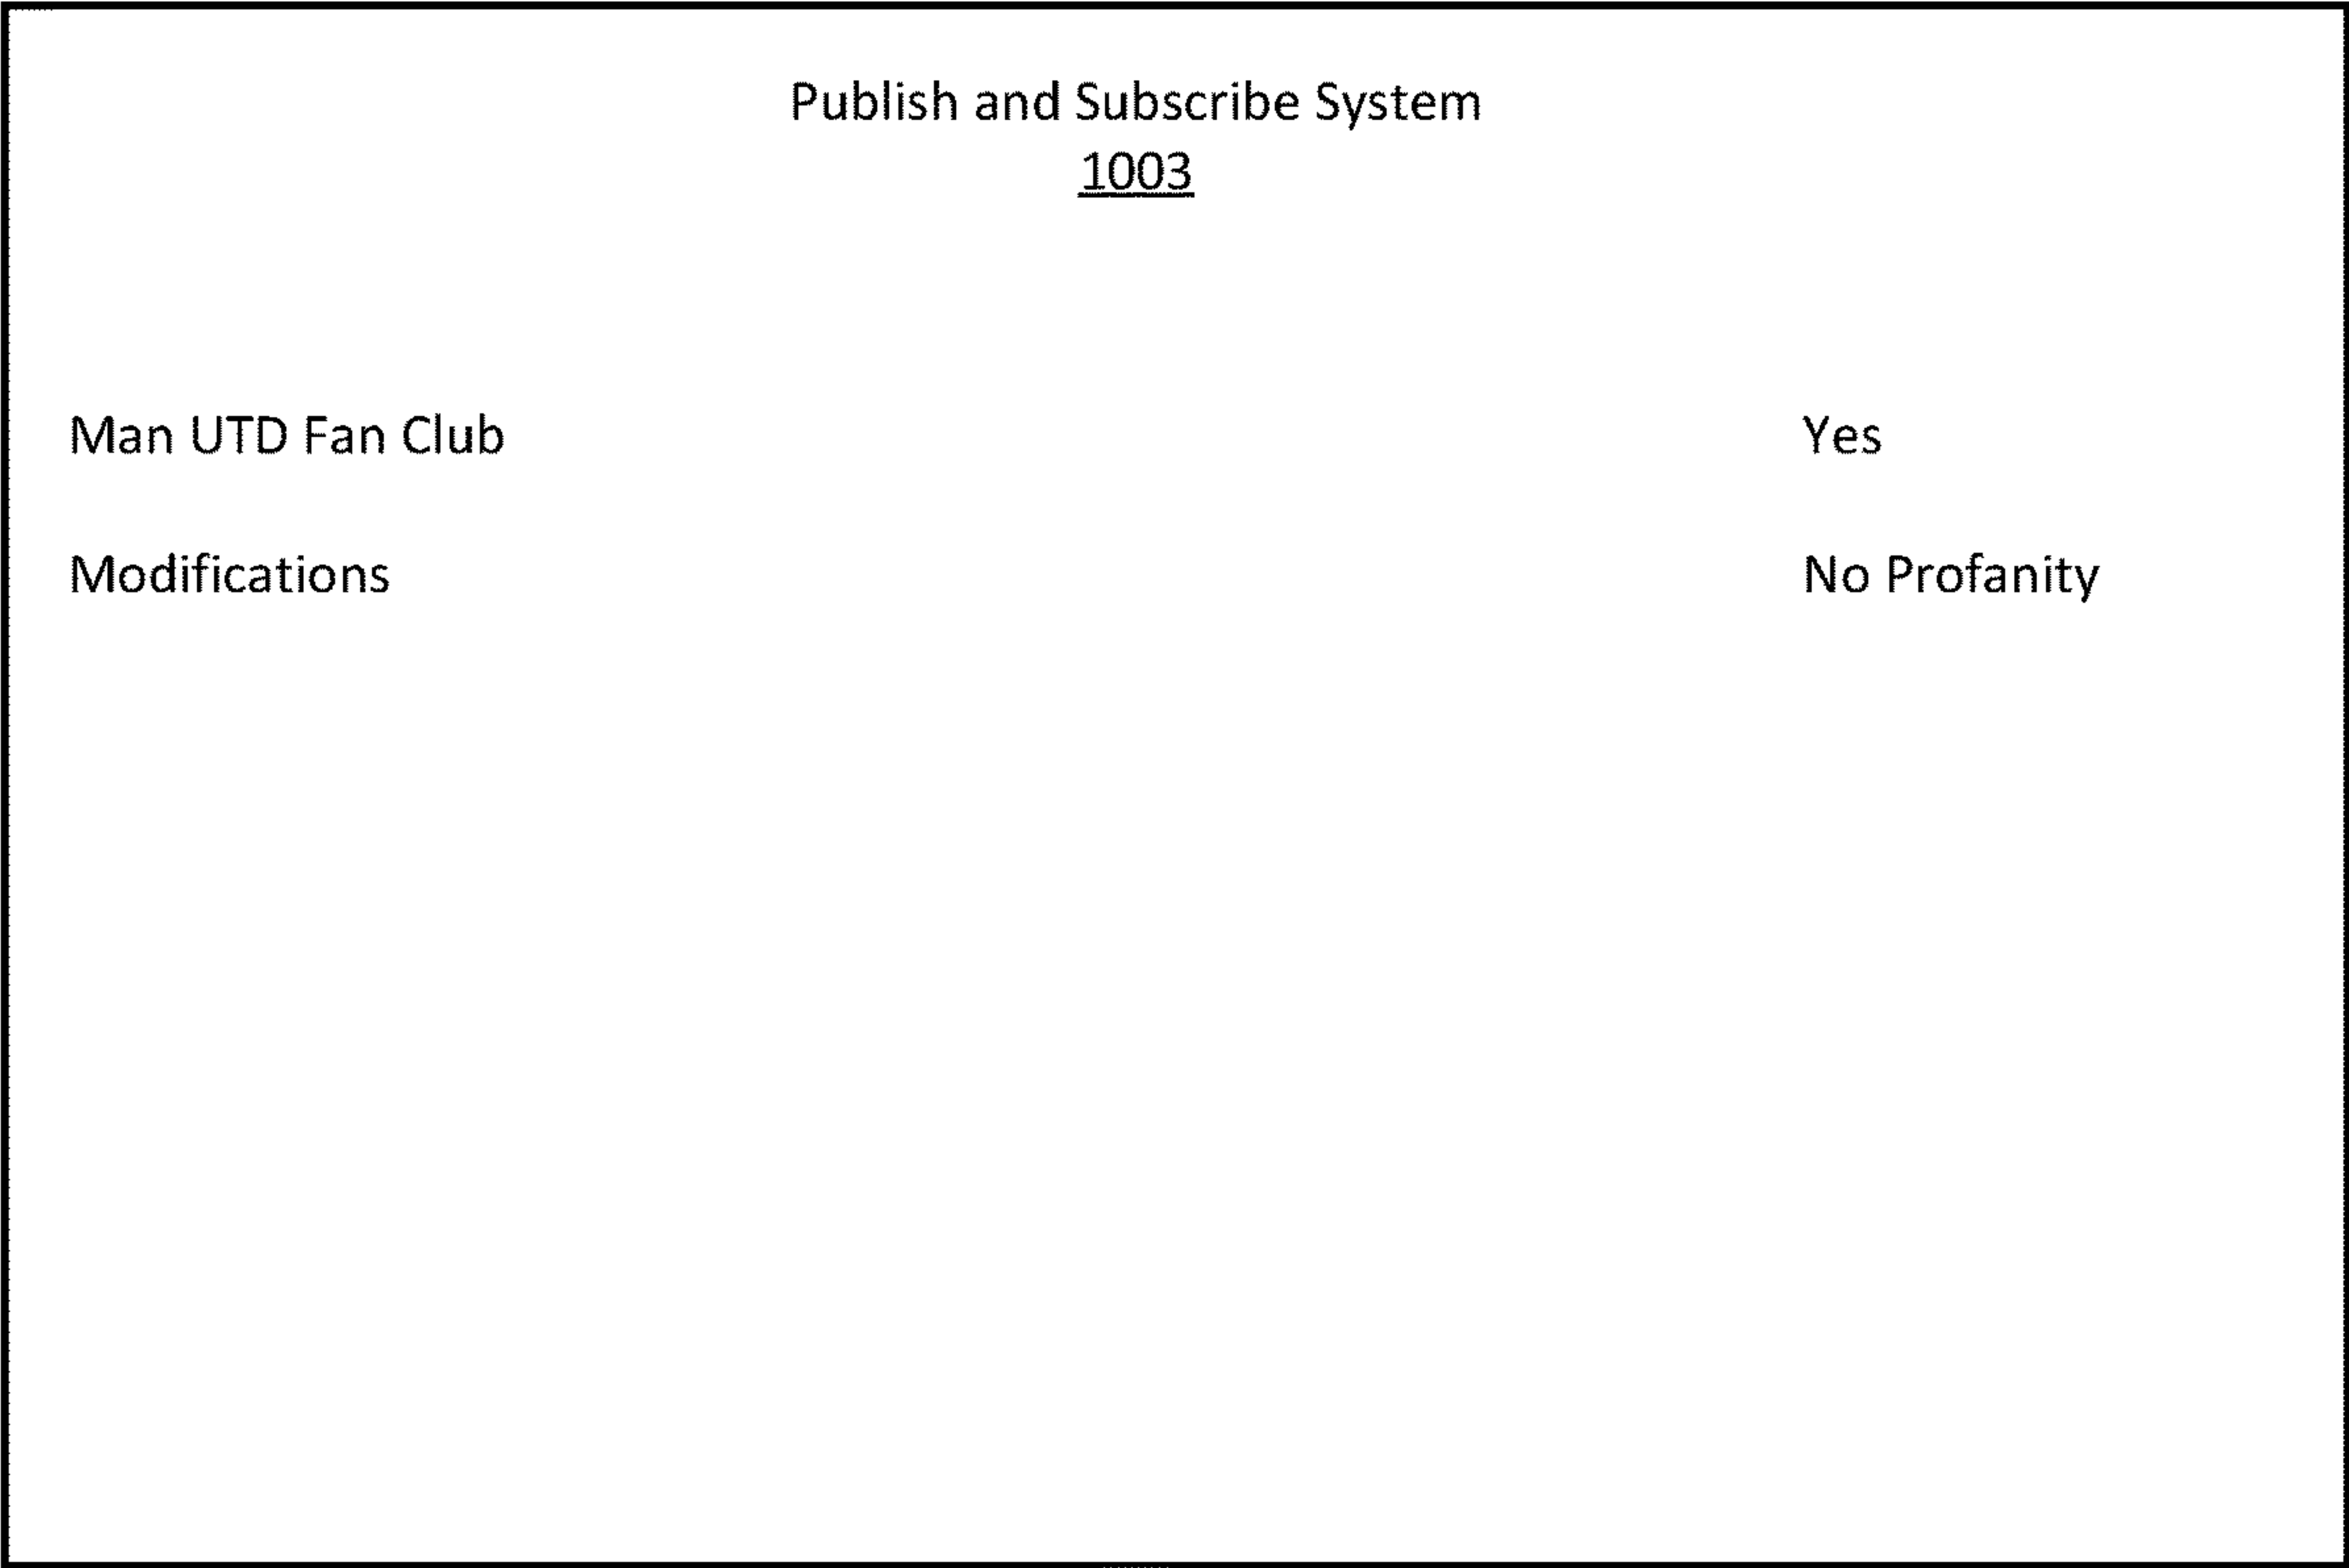 Publish and Subscribe System
1003
Man UTD Fan Club Yes
Modifications No Profanity